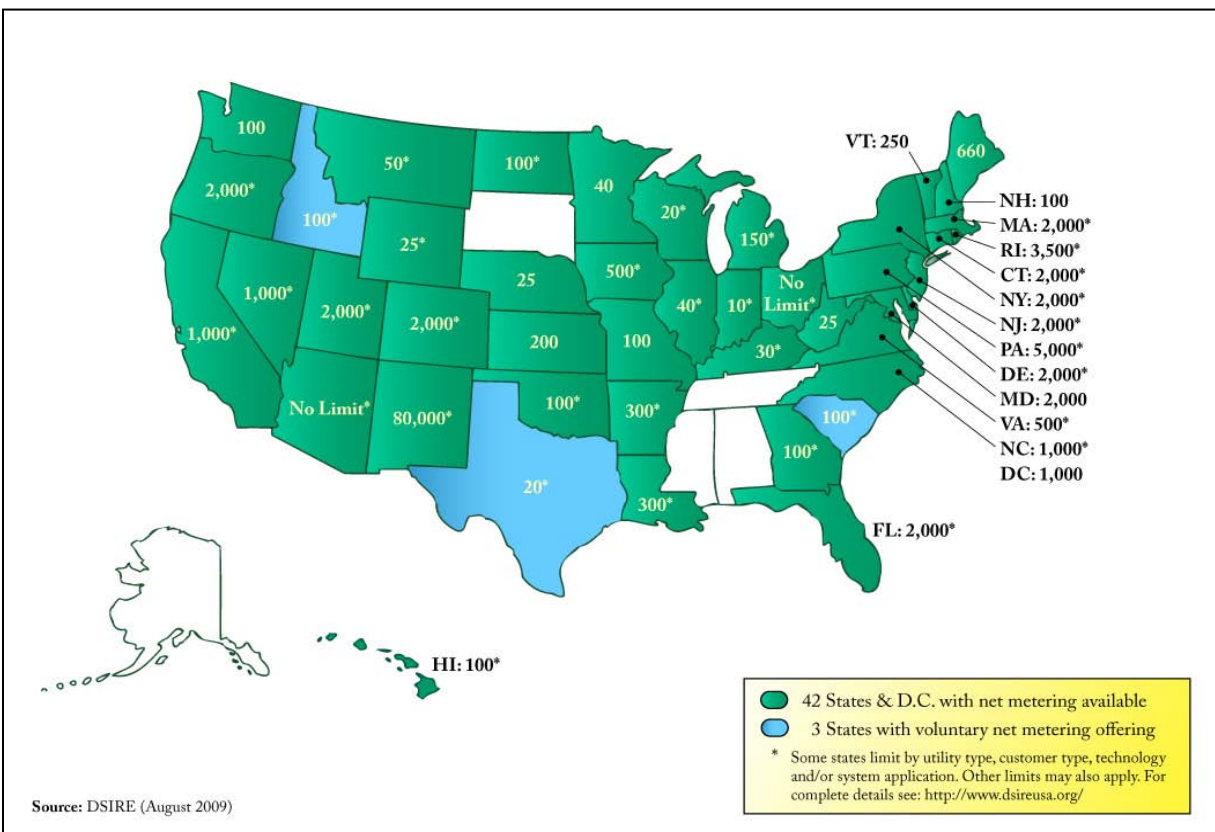 VT: 250
660
100
50*
100*
40
2,000*
100*
20*
150*
25*
500*
25
1,000*
2,000*
2,000*
1,000*
200
100
40*
10*
No
Limit*
25
30*
No Limit*
80,000*
100*
300*
100*
100*
20*
300*
NH: 100
MA: 2,000*
RI: 3,500*
CT: 2,000*
NY: 2,000*
NJ: 2,000*
PA: 5,000*
DE: 2,000*
MD: 2,000
VA: 500*
NC: 1,000*
DC: 1,000
FL: 2,000*
HI: 100*
42 States & D.C. with net metering available
3 States with voluntary net metering offering
* Some states limit by utility type, customer type, technology
and/or system application. Other limits may also apply. For
complete details see: http://www.dsireusa.org/
Source: DSIRE (August 2009)